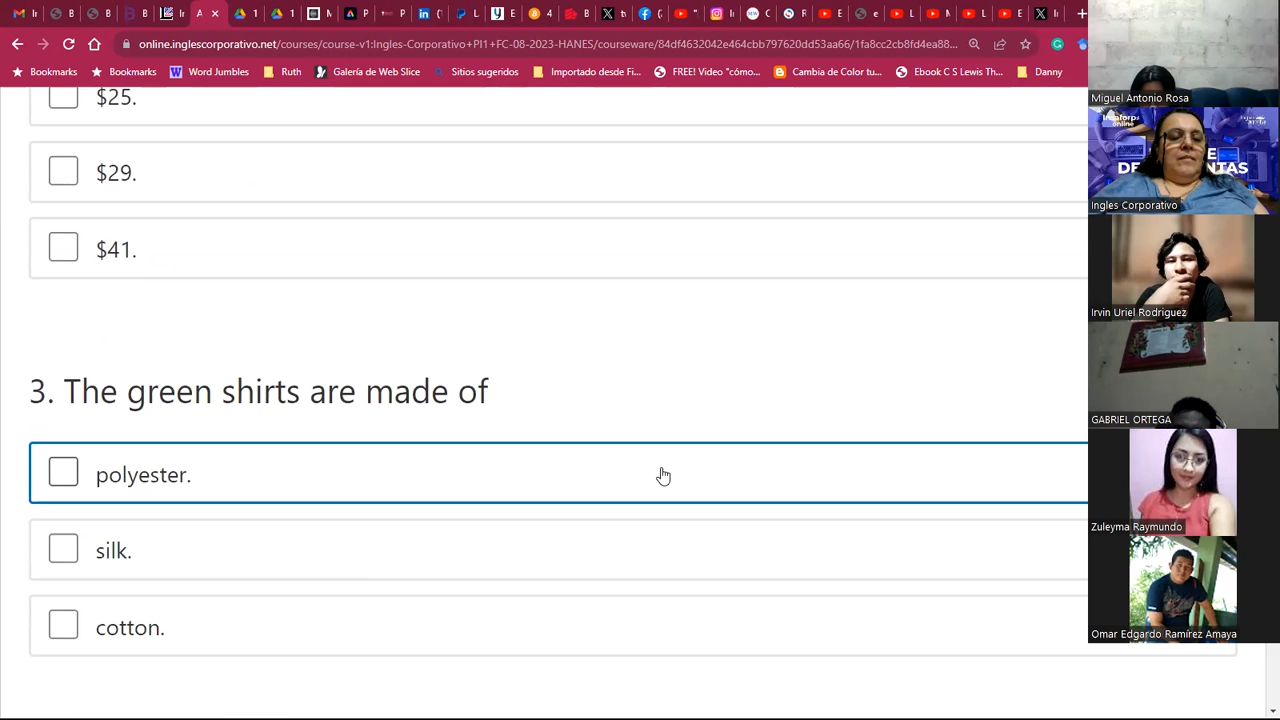 online.inglescorporativo.net/courses/course-v1:Ingles-Corporativo+PI1+FC-08-2023-HANES/courseware/84df4632042e464cbb797620dd53aa66/1fa8cc2cb8fd4ea88...
Bookmarks Bookmarks Word Jumbles Ruth Galería de Web Slice Sitios sugeridos Importado desde Fi... FREE! Video "cómo... Cambia de Color tu... Ebook C S Lewis Th... Danny
$25.
$29.
$41.
3. The green shirts are made of
polyester.
silk.
cotton.
Miguel Antonio Rosa
Ingles Corporativo
Irvin Uriel Rodriguez
GABRIEL ORTEGA
Zuleyma Raymundo
Omar Edgardo Ramírez Amaya